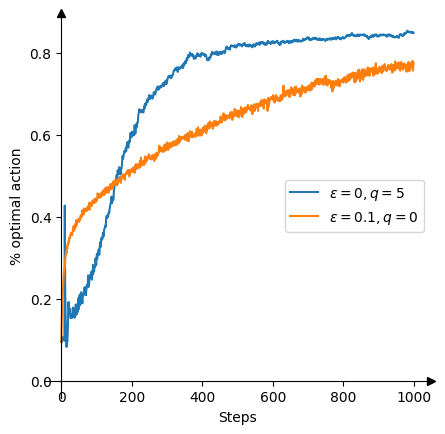 % optimal action
0.8
0.6
0.4
0.2
0.0
0
200
400
600
800
1000
Steps
ε = 0, q = 5
ε = 0.1, q = 0